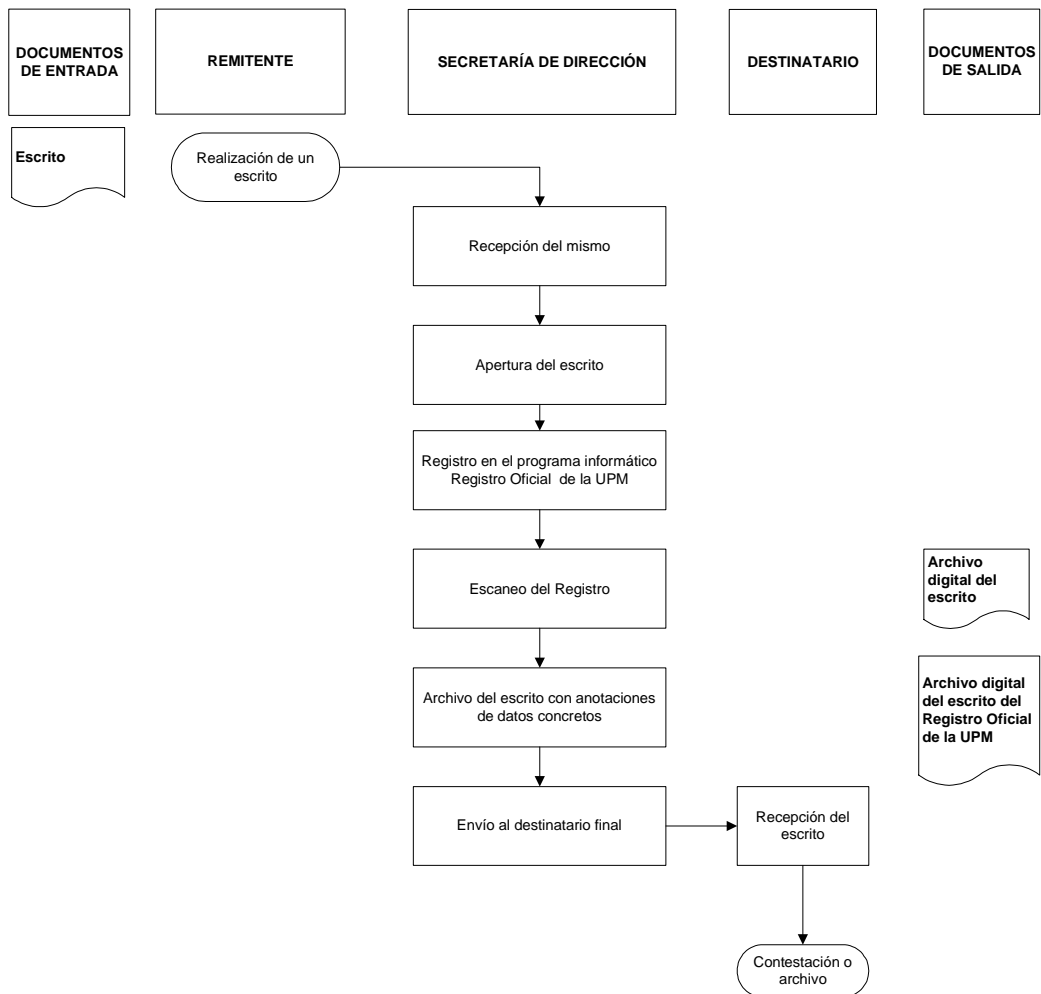 DOCUMENTOS
DE ENTRADA
REMITENTE
SECRETARÍA DE DIRECCIÓN
DESTINATARIO
DOCUMENTOS
DE SALIDA
Escrito
Realización de un
escrito
Recepción del mismo
Apertura del escrito
Registro en el programa informático
Registro Oficial de la UPM
Escaneo del Registro
Archivo
digital del
escrito
Archivo del escrito con anotaciones
de datos concretos
Archivo digital
del escrito del
Registro Oficial
de la UPM
Envío al destinatario final
Recepción del
escrito
Contestación o
archivo